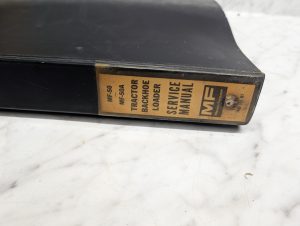 MF-50
MF-50A
TRACTOR
BACKHOE
LOADER
SERVICE
MANUAL
MF